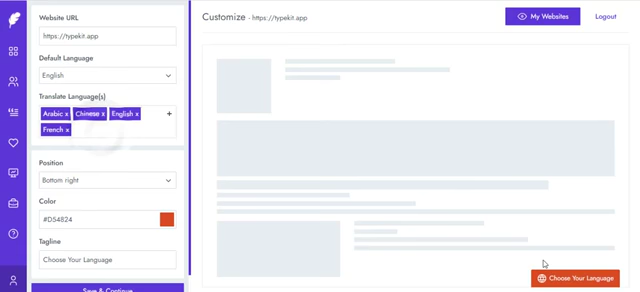 Website URL
https://typekit.app
Default Language
English
Translate Language(s)
Arabic x Chinese x English x +
French x
Position
Bottom right
Color
#D54824
Tagline
Choose Your Language
Save & Continue
Customize - https://typekit.app
My Websites
Logout
Choose Your Language